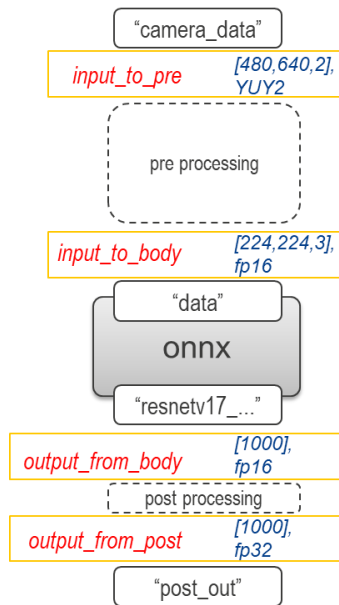 “camera_data”
input_to_pre [480,640,2],
YUY2
pre processing
input_to_body [224,224,3],
fp16
“data”
onnx
“resnetv17_...”
output_from_body [1000],
fp16
post processing
output_from_post [1000],
fp32
“post_out”